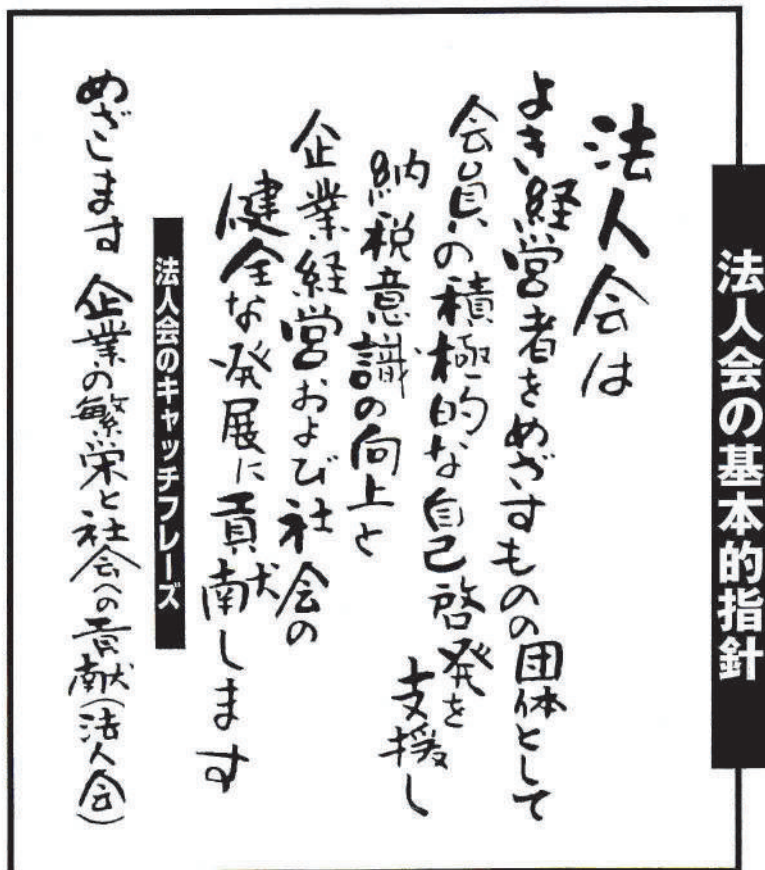 法人会の基本的指針
法人会は
よき経営者をめざすものの団体として
会員の積極的な自己啓発を
支援し
納税意識の向上と
企業経営および社会の
健全な発展に貢献します
法人会のキャッチフレーズ
めざします 企業の繁栄と社会への貢献(法人会)